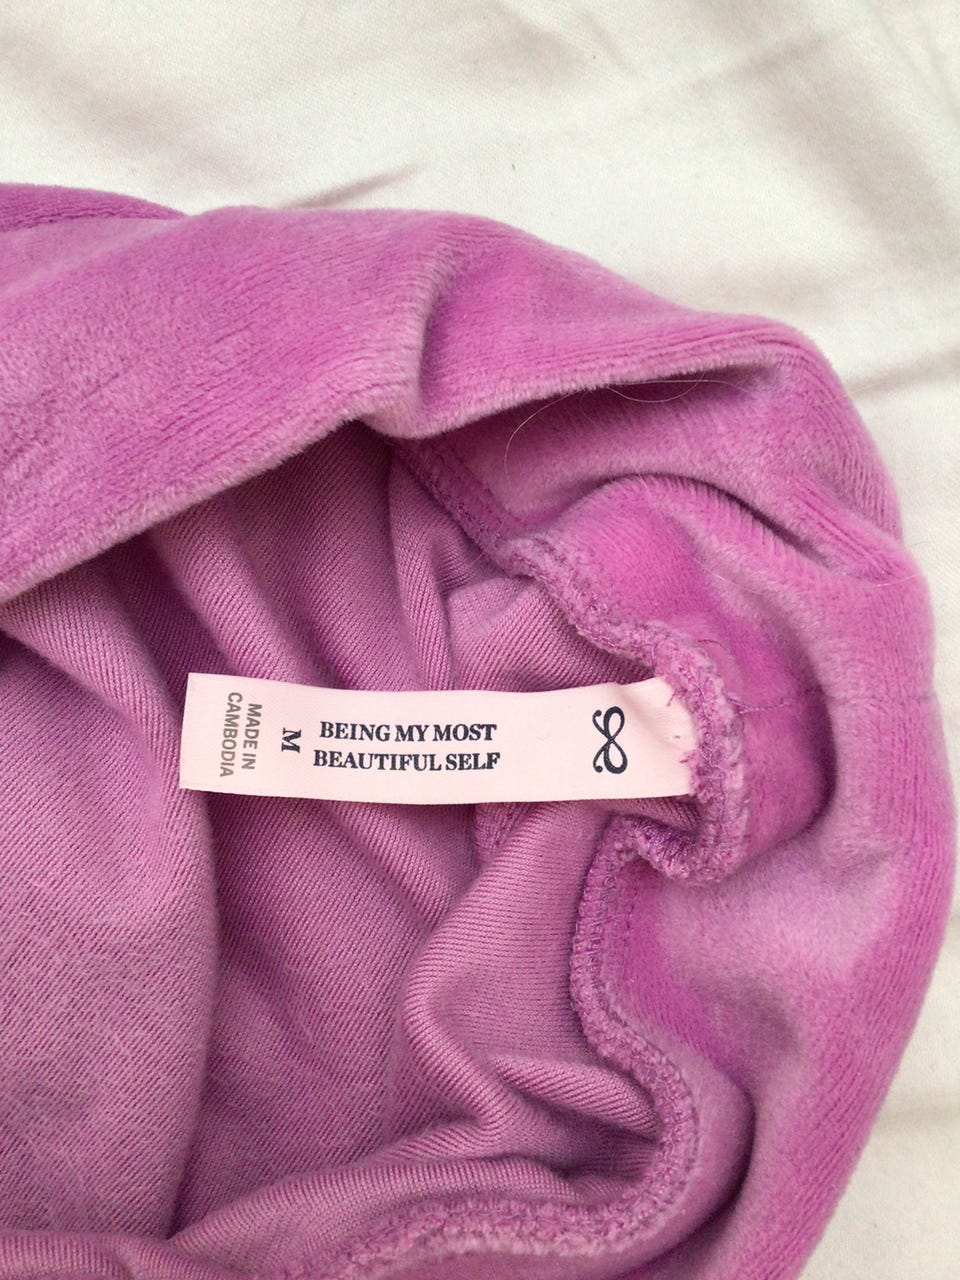 BEING MY MOST
BEAUTIFUL SELF
M
MADE IN
CAMBODIA